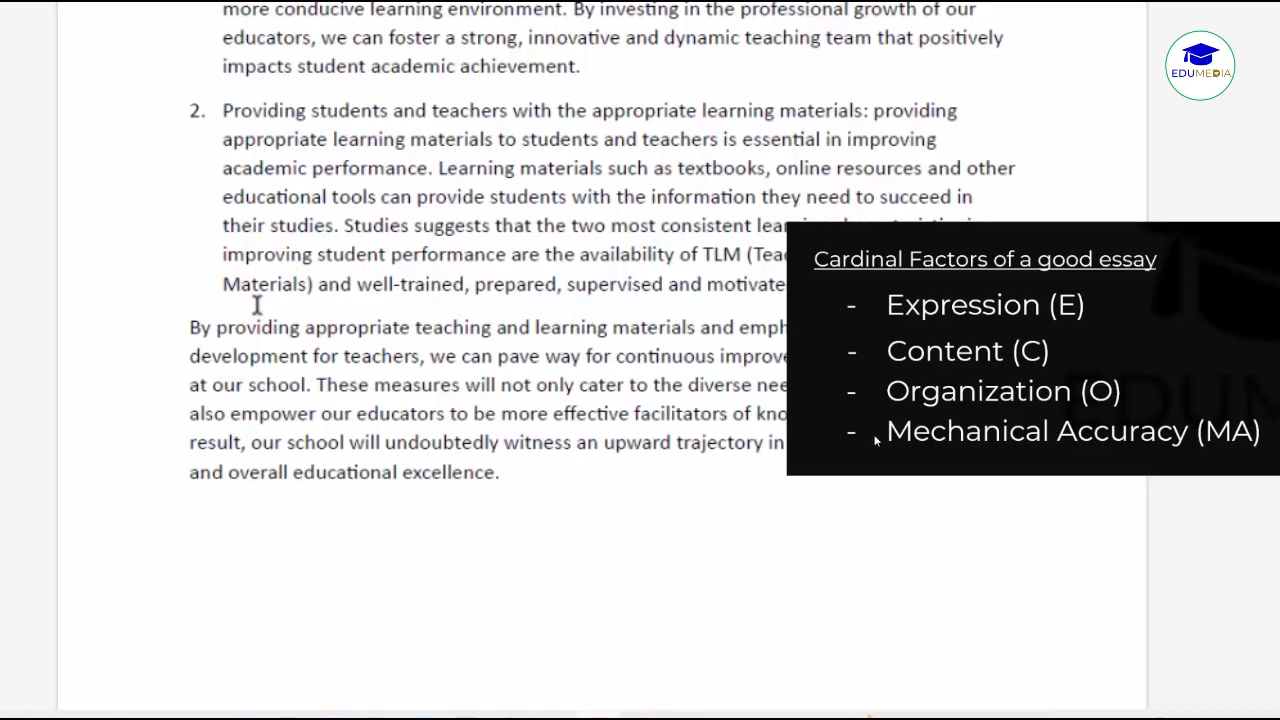 more conducive learning environment. By investing in the professional growth of our
educators, we can foster a strong, innovative and dynamic teaching team that positively
impacts student academic achievement.
2. Providing students and teachers with the appropriate learning materials: providing
appropriate learning materials to students and teachers is essential in improving
academic performance. Learning materials such as textbooks, online resources and other
educational tools can provide students with the information they need to succeed in
their studies. Studies suggests that the two most consistent
improving student performance are the availability of TLM
Materials) and well-trained, prepared, supervised and
By providing appropriate teaching and learning materials and
development for teachers, we can pave way for continuous
at our school. These measures will not only cater to the diverse
also empower our educators to be more effective facilitators of
result, our school will undoubtedly witness an upward trajectory in
and overall educational excellence.
EDUMEDIA
Cardinal Factors of a good essay
- Expression (E)
- Content (C)
- Organization (O)
- Mechanical Accuracy (MA)